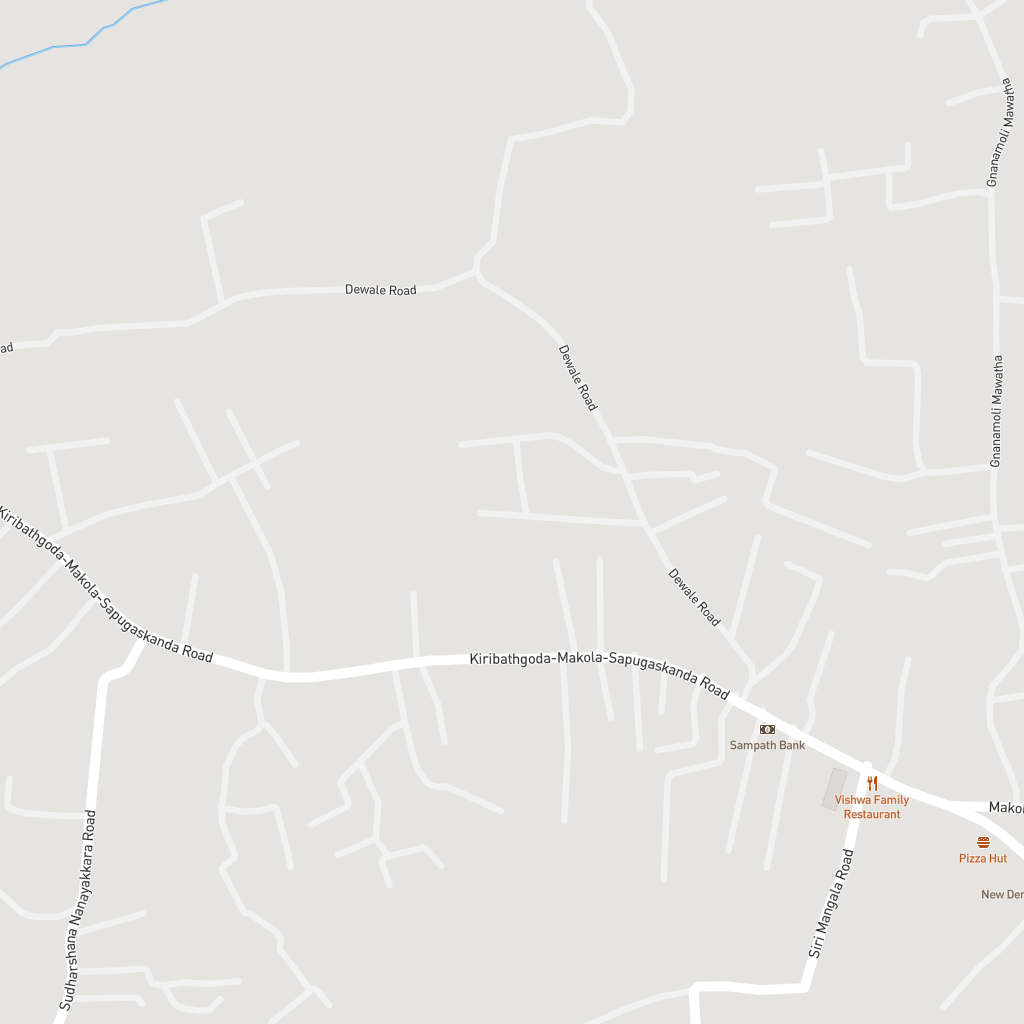 Gnanamoli Mawatha
Dewale Road
Dewale Road
Gnanamoli Mawatha
Kiribathgoda-Makola-Sapugaskanda Road
Dewale Road
Kiribathgoda-Makola-Sapugaskanda Road
Sampath Bank
Vishwa Family
Restaurant
Pizza Hut
Siri Mangala Road
Sudharshana Nanayakkara Road
New